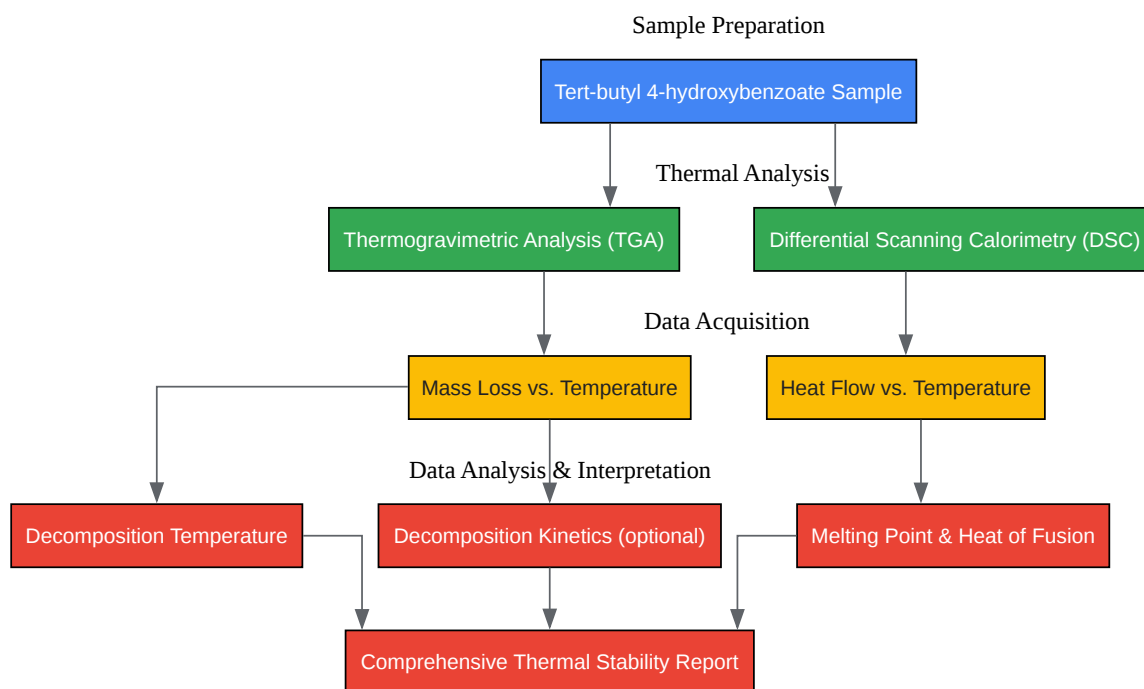 Sample Preparation
Tert-butyl 4-hydroxybenzoate Sample
Thermal Analysis
Thermogravimetric Analysis (TGA)
Differential Scanning Calorimetry (DSC)
Data Acquisition
Mass Loss vs. Temperature
Heat Flow vs. Temperature
Data Analysis & Interpretation
Decomposition Temperature
Decomposition Kinetics (optional)
Melting Point & Heat of Fusion
Comprehensive Thermal Stability Report